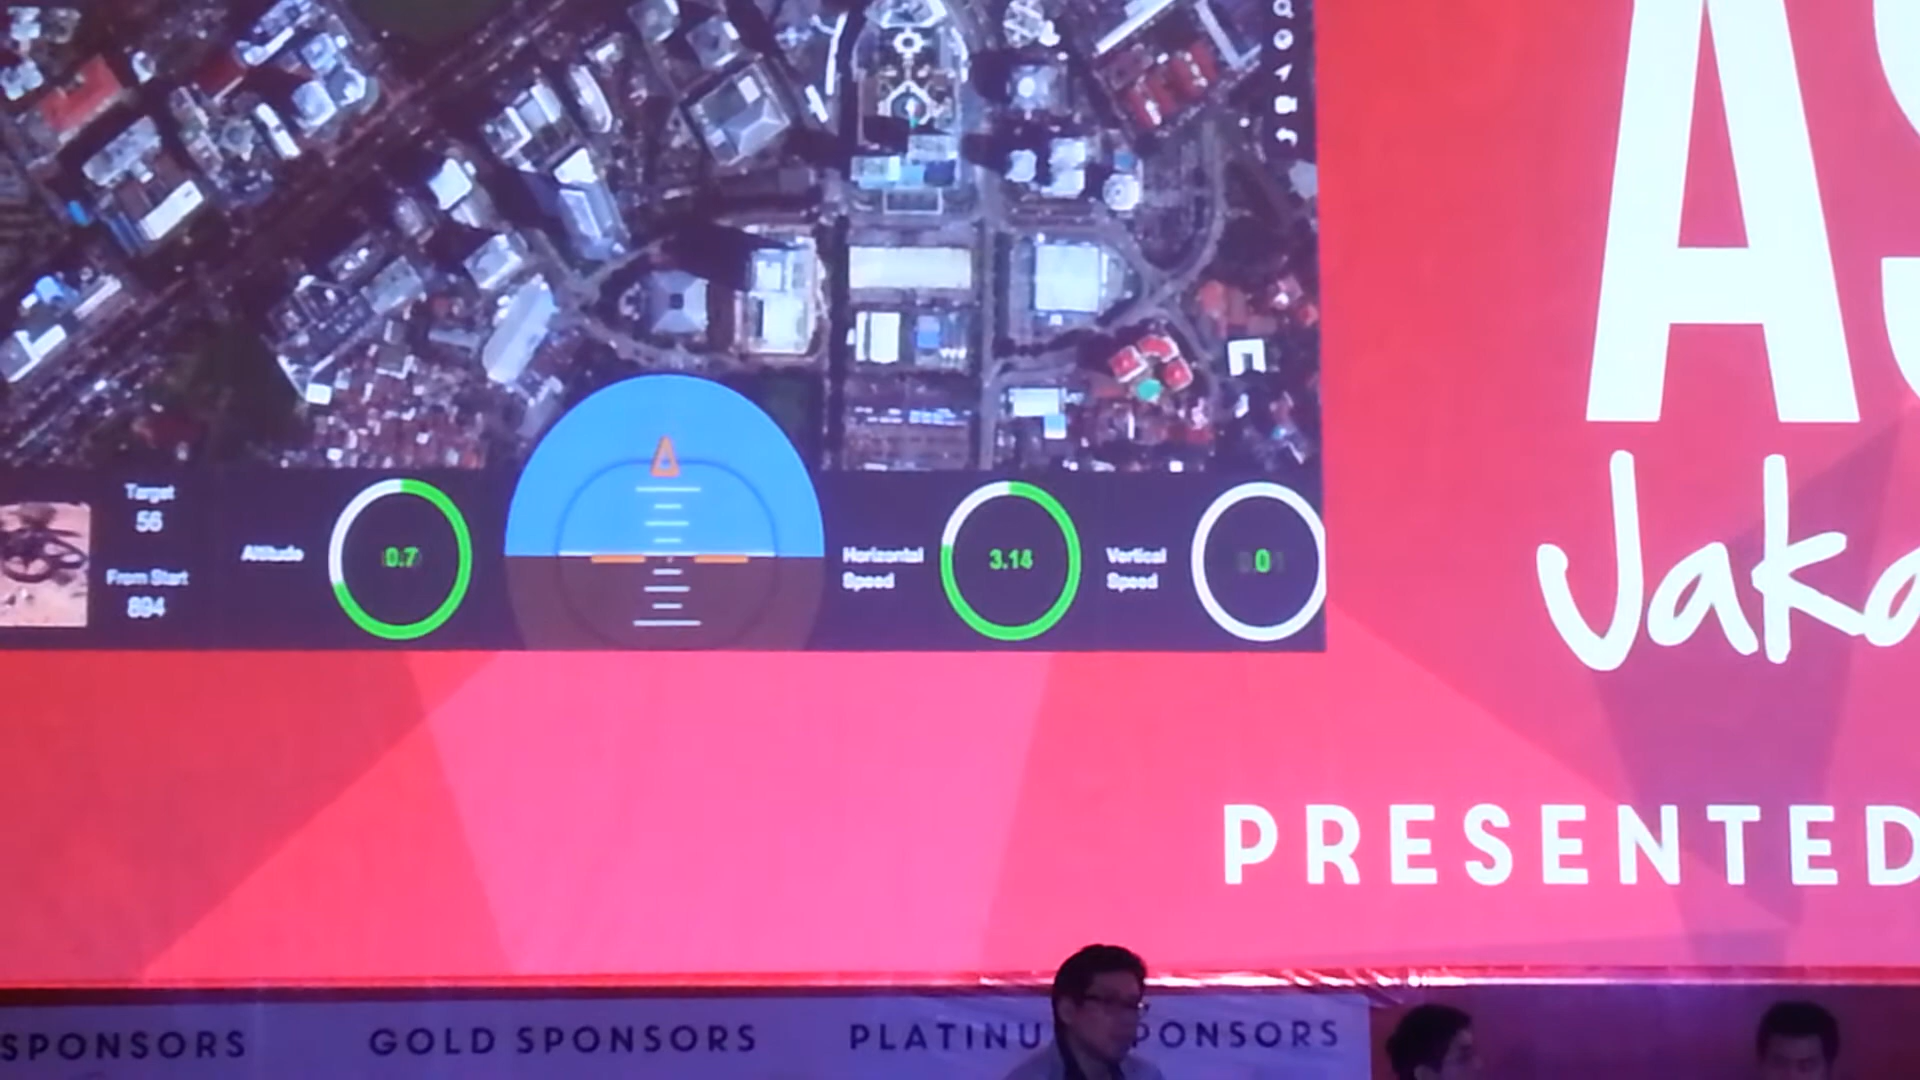 AS
Jaka
PRESENTED
Target
56
From Start
894
Altitude
0.7
Horizontal
Speed
3.14
Vertical
Speed
SPONSORS
GOLD SPONSORS
PLATINU PONSORS